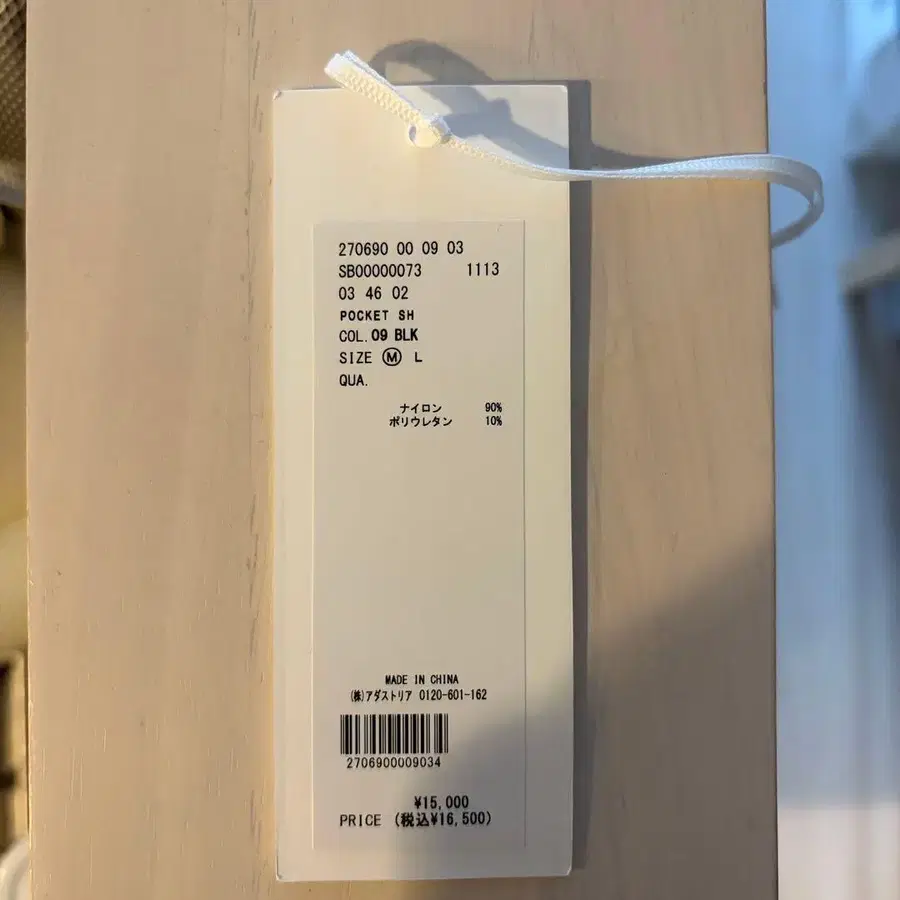 270690 00 09 03
SB00000073 1113
03 46 02
POCKET SH
COL. 09 BLK
SIZE Ⓜ L
QUA.
ナイロン 90%
ポリウレタン 10%
MADE IN CHINA
(株)アダストリア 0120-601-162
2706900009034
¥15,000
PRICE (税込¥16,500)